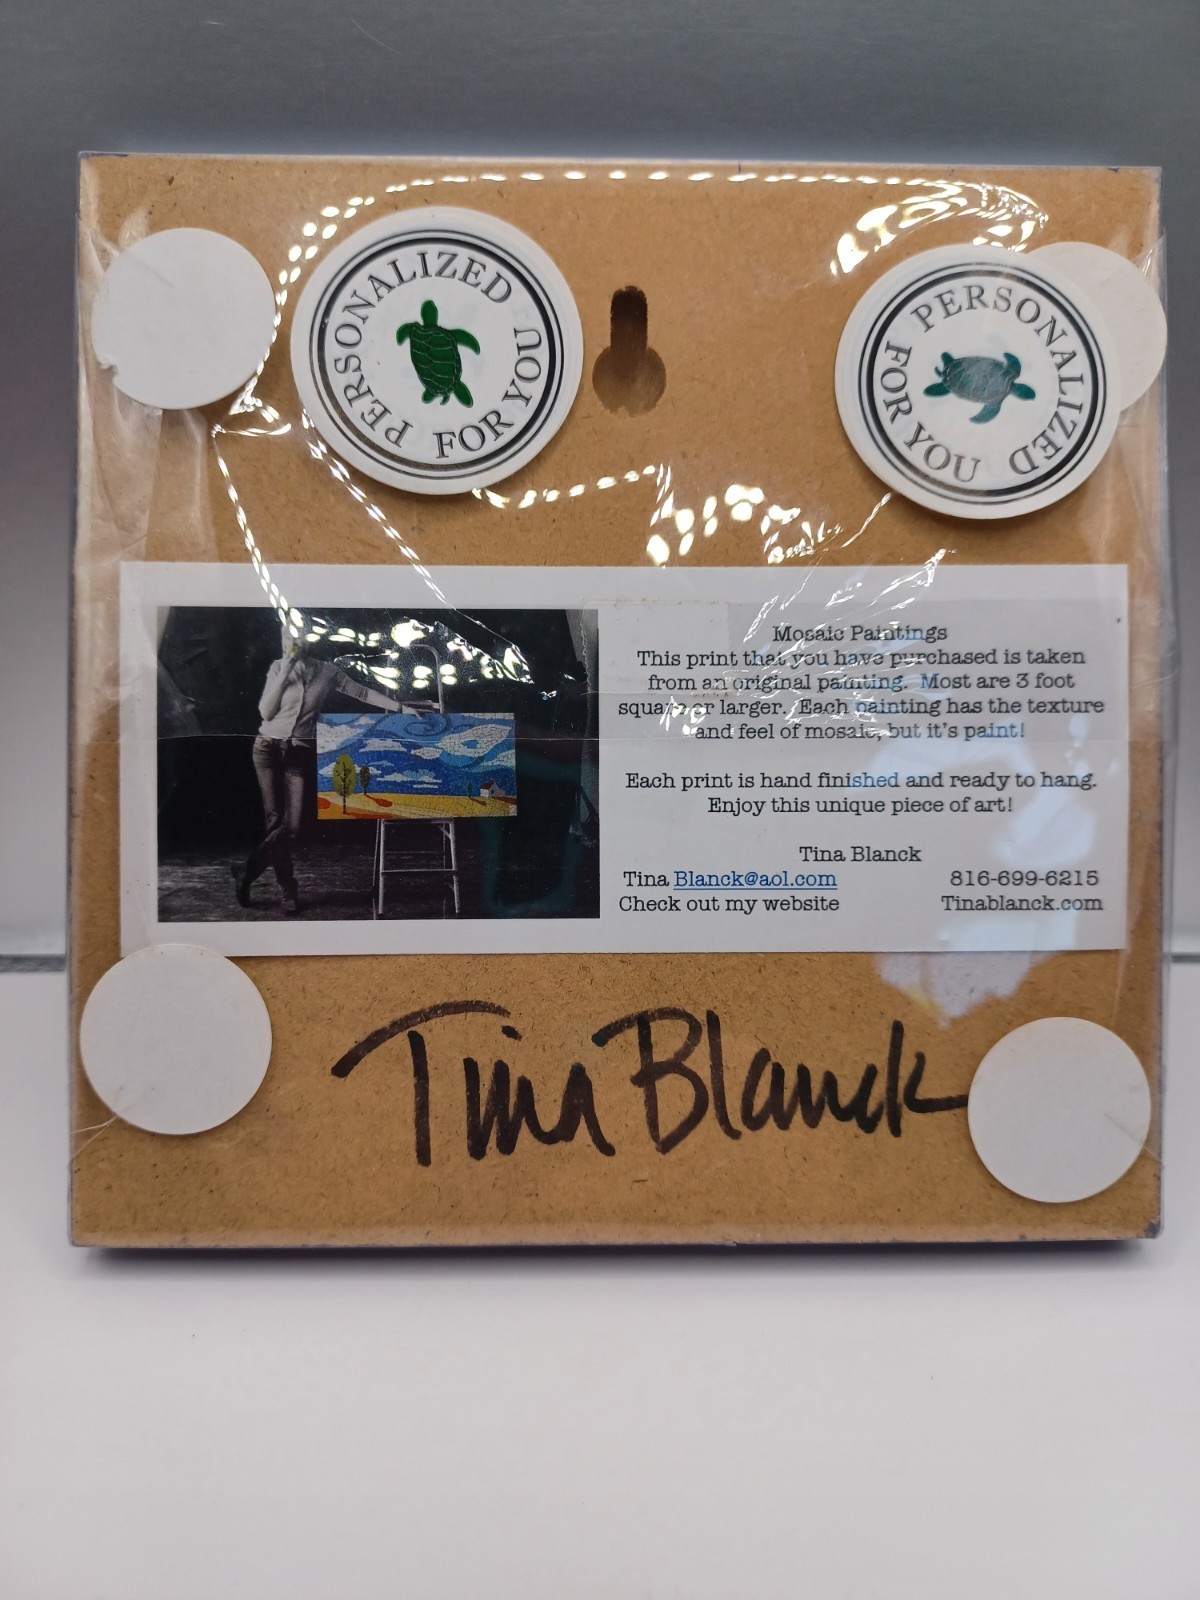 PERSONALIZED FOR YOU
PERSONALIZED FOR YOU
Mosaic Paintings
This print that you have purchased is taken
from an original painting. Most are 3 foot
square or larger. Each painting has the texture
and feel of mosaic, but it's paint!
Each print is hand finished and ready to hang.
Enjoy this unique piece of art!
Tina Blanck
Tina Blanck@aol.com 816-699-6215
Check out my website Tinablanck.com
Tina Blanck